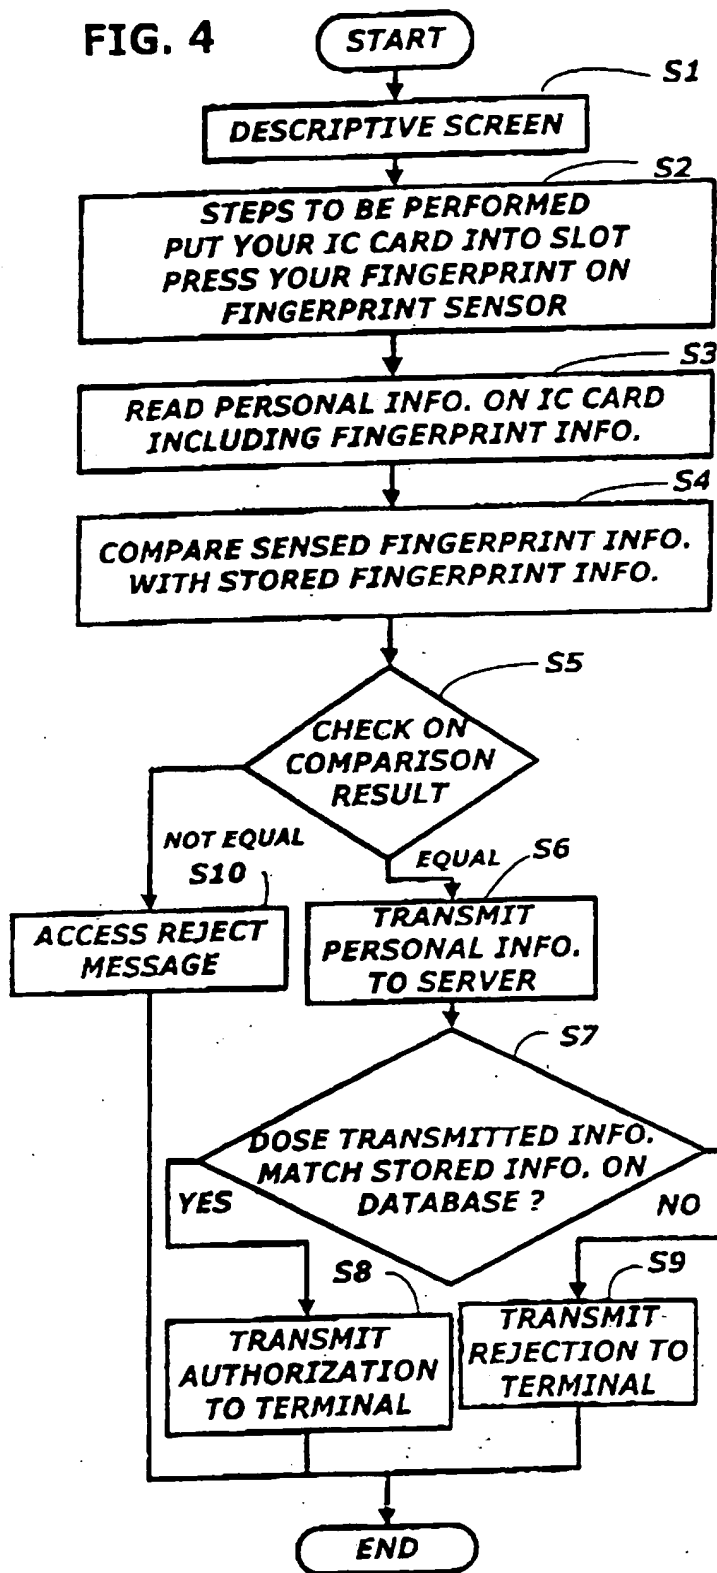 FIG. 4
START
S1
DESCRIPTIVE SCREEN
S2
STEPS TO BE PERFORMED
PUT YOUR IC CARD INTO SLOT
PRESS YOUR FINGERPRINT ON
FINGERPRINT SENSOR
S3
READ PERSONAL INFO. ON IC CARD
INCLUDING FINGERPRINT INFO.
S4
COMPARE SENSED FINGERPRINT INFO.
WITH STORED FINGERPRINT INFO.
S5
CHECK ON
COMPARISON
RESULT
NOT EQUAL
EQUAL
S10
S6
ACCESS REJECT
MESSAGE
TRANSMIT
PERSONAL INFO.
TO SERVER
S7
DOSE TRANSMITTED INFO.
MATCH STORED INFO. ON
DATABASE ?
YES
NO
S8
S9
TRANSMIT
AUTHORIZATION
TO TERMINAL
TRANSMIT
REJECTION TO
TERMINAL
END